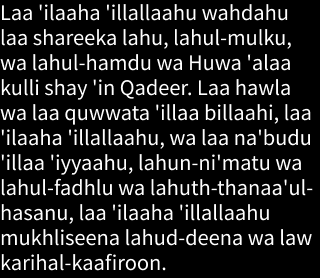 Laa 'ilaaha 'illallaahu wahdahu
laa shareeka lahu, lahul-mulku,
wa lahul-hamdu wa Huwa 'alaa
kulli shay 'in Qadeer. Laa hawla
wa laa quwwata 'illaa billaahi, laa
'ilaaha 'illallaahu, wa laa na'budu
'illaa 'iyyaahu, lahun-ni'matu wa
lahul-fadhlu wa lahuth-thanaa'ul-
hasanu, laa 'ilaaha 'illallaahu
mukhliseena lahud-deena wa law
karihal-kaafiroon.